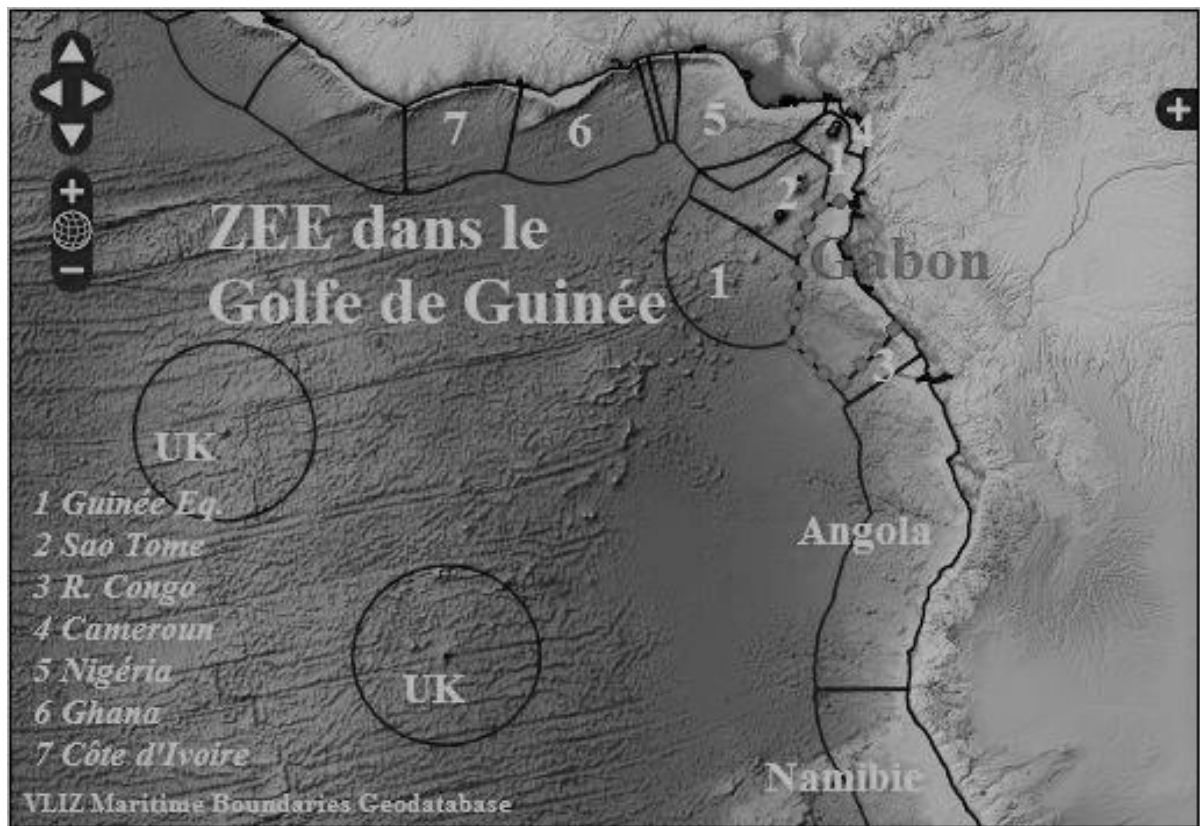 7
6
5
4
1
2
ZEE dans le
Golfe de Guinée
Gabon
1
3
UK
1 Guinée Eq.
2 Sao Tome
Angola
3 R. Congo
4 Cameroun
5 Nigéria
UK
6 Ghana
7 Côte d'Ivoire
Namibie
VLIZ Maritime Boundaries Geodatabase